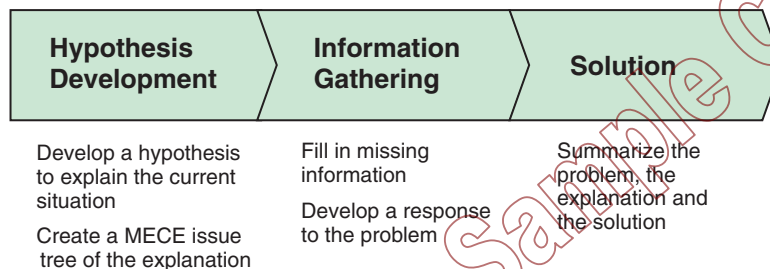 Hypothesis
Development
Information
Gathering
Solution
Develop a hypothesis
to explain the current
situation
Create a MECE issue
tree of the explanation
Fill in missing
information
Develop a response
to the problem
Summarize the
problem, the
explanation and
the solution
Sample